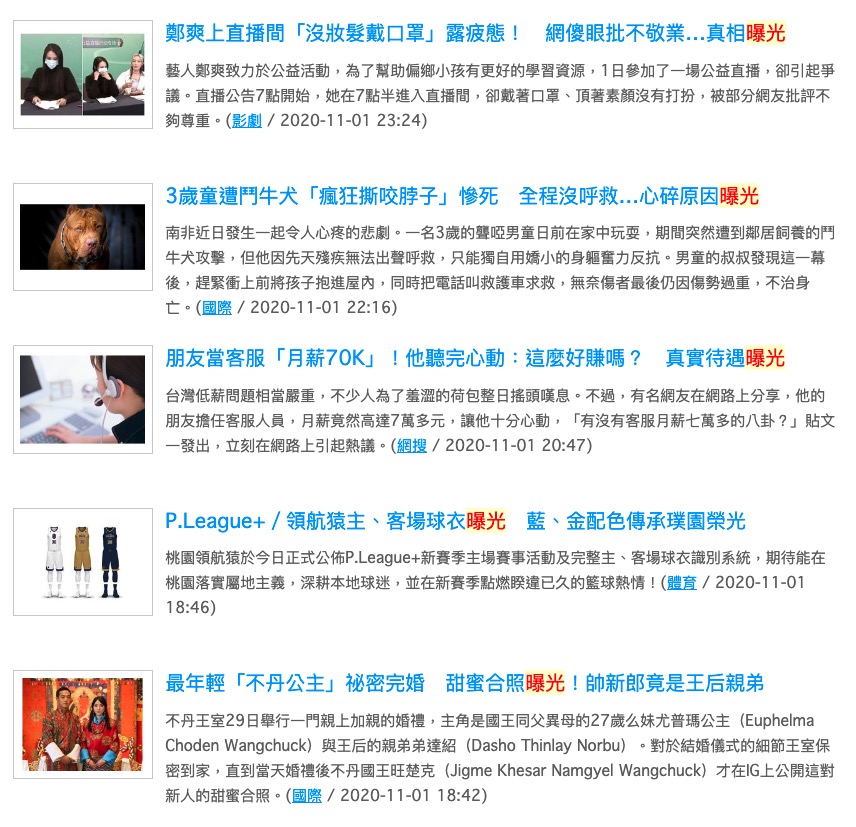 鄭爽上直播間「沒妝髮戴口罩」露疲態！　網傻眼批不敬業…真相曝光
藝人鄭爽致力於公益活動，為了幫助偏鄉小孩有更好的學習資源，1日參加了一場公益直播，卻引起爭
議。直播公告7點開始，她在7點半進入直播間，卻戴著口罩、頂著素顏沒有打扮，被部分網友批評不
夠尊重。(影劇 / 2020-11-01 23:24)
3歲童遭鬥牛犬「瘋狂撕咬脖子」慘死　全程沒呼救…心碎原因曝光
南非近日發生一起令人心疼的悲劇。一名3歲的聾啞男童日前在家中玩耍，期間突然遭到鄰居飼養的鬥
牛犬攻擊，但他因先天殘疾無法出聲呼救，只能獨自用嬌小的身軀奮力反抗。男童的叔叔發現這一幕
後，趕緊衝上前將孩子抱進屋內，同時把電話叫救護車求救，無奈傷者最後仍因傷勢過重，不治身
亡。(國際 / 2020-11-01 22:16)
朋友當客服「月薪70K」！他聽完心動：這麼好賺嗎？　真實待遇曝光
台灣低薪問題相當嚴重，不少人為了羞澀的荷包整日搖頭嘆息。不過，有名網友在網路上分享，他的
朋友擔任客服人員，月薪竟然高達7萬多元，讓他十分心動，「有沒有客服月薪七萬多的八卦？」貼文
一發出，立刻在網路上引起熱議。(網搜 / 2020-11-01 20:47)
P.League+ / 領航猿主、客場球衣曝光　藍、金配色傳承璞園榮光
桃園領航猿於今日正式公佈P.League+新賽季主場賽事活動及完整主、客場球衣識別系統，期待能在
桃園落實屬地主義，深耕本地球迷，並在新賽季點燃睽違已久的籃球熱情！(體育 / 2020-11-01
18:46)
最年輕「不丹公主」祕密完婚　甜蜜合照曝光！帥新郎竟是王后親弟
不丹王室29日舉行一門親上加親的婚禮，主角是國王同父異母的27歲么妹尤普瑪公主（Euphelma
Choden Wangchuck）與王后的親弟弟達紹（Dasho Thinlay Norbu）。對於結婚儀式的細節王室保
密到家，直到當天婚禮後不丹國王旺楚克（Jigme Khesar Namgyel Wangchuck）才在IG上公開這對
新人的甜蜜合照。(國際 / 2020-11-01 18:42)